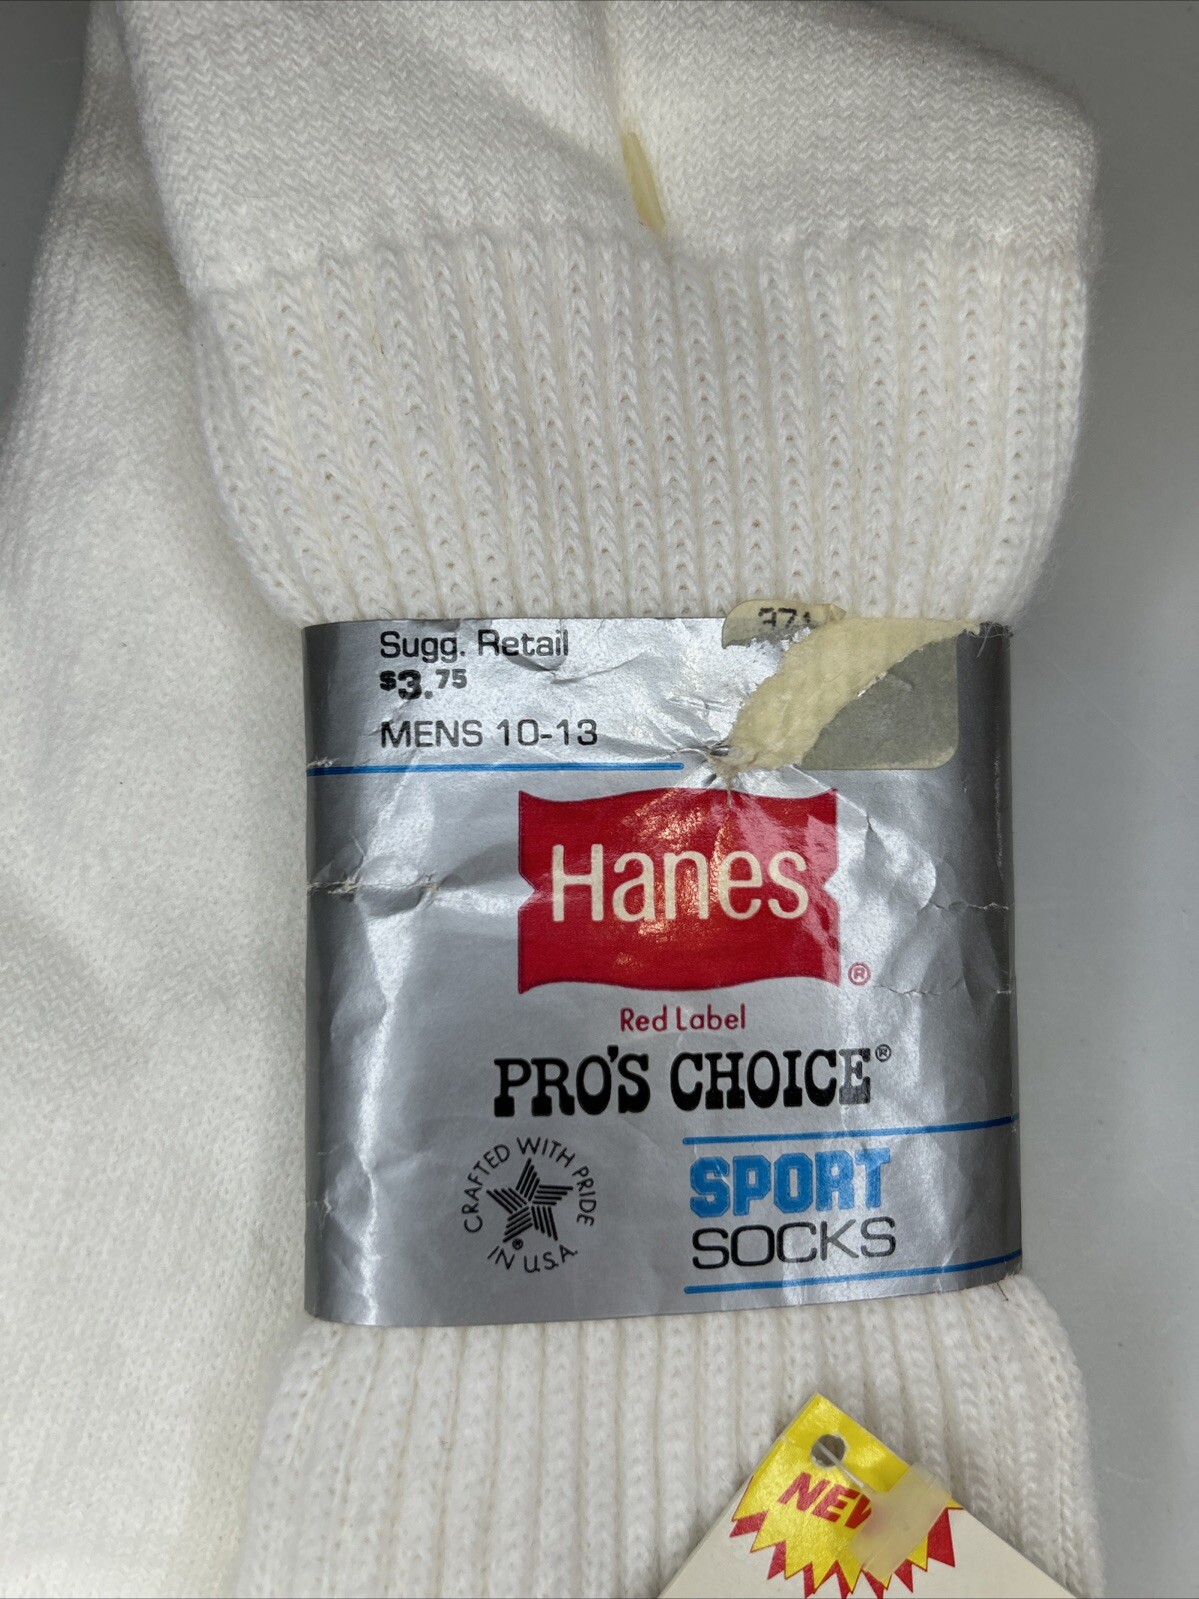 Sugg. Retail
$3.75
MENS 10-13
Hanes
®
Red Label
PRO'S CHOICE®
CRAFTED WITH PRIDE
IN U.S.A.
®
SPORT
SOCKS